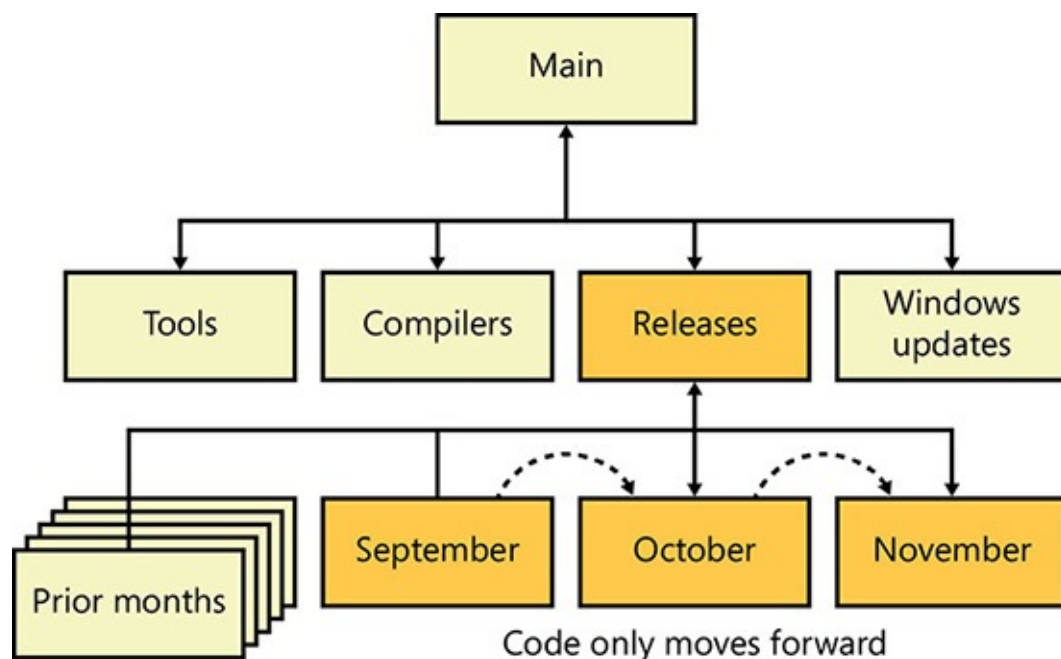 Main
Tools
Compilers
Releases
Windows
updates
September
October
November
Prior months
Code only moves forward